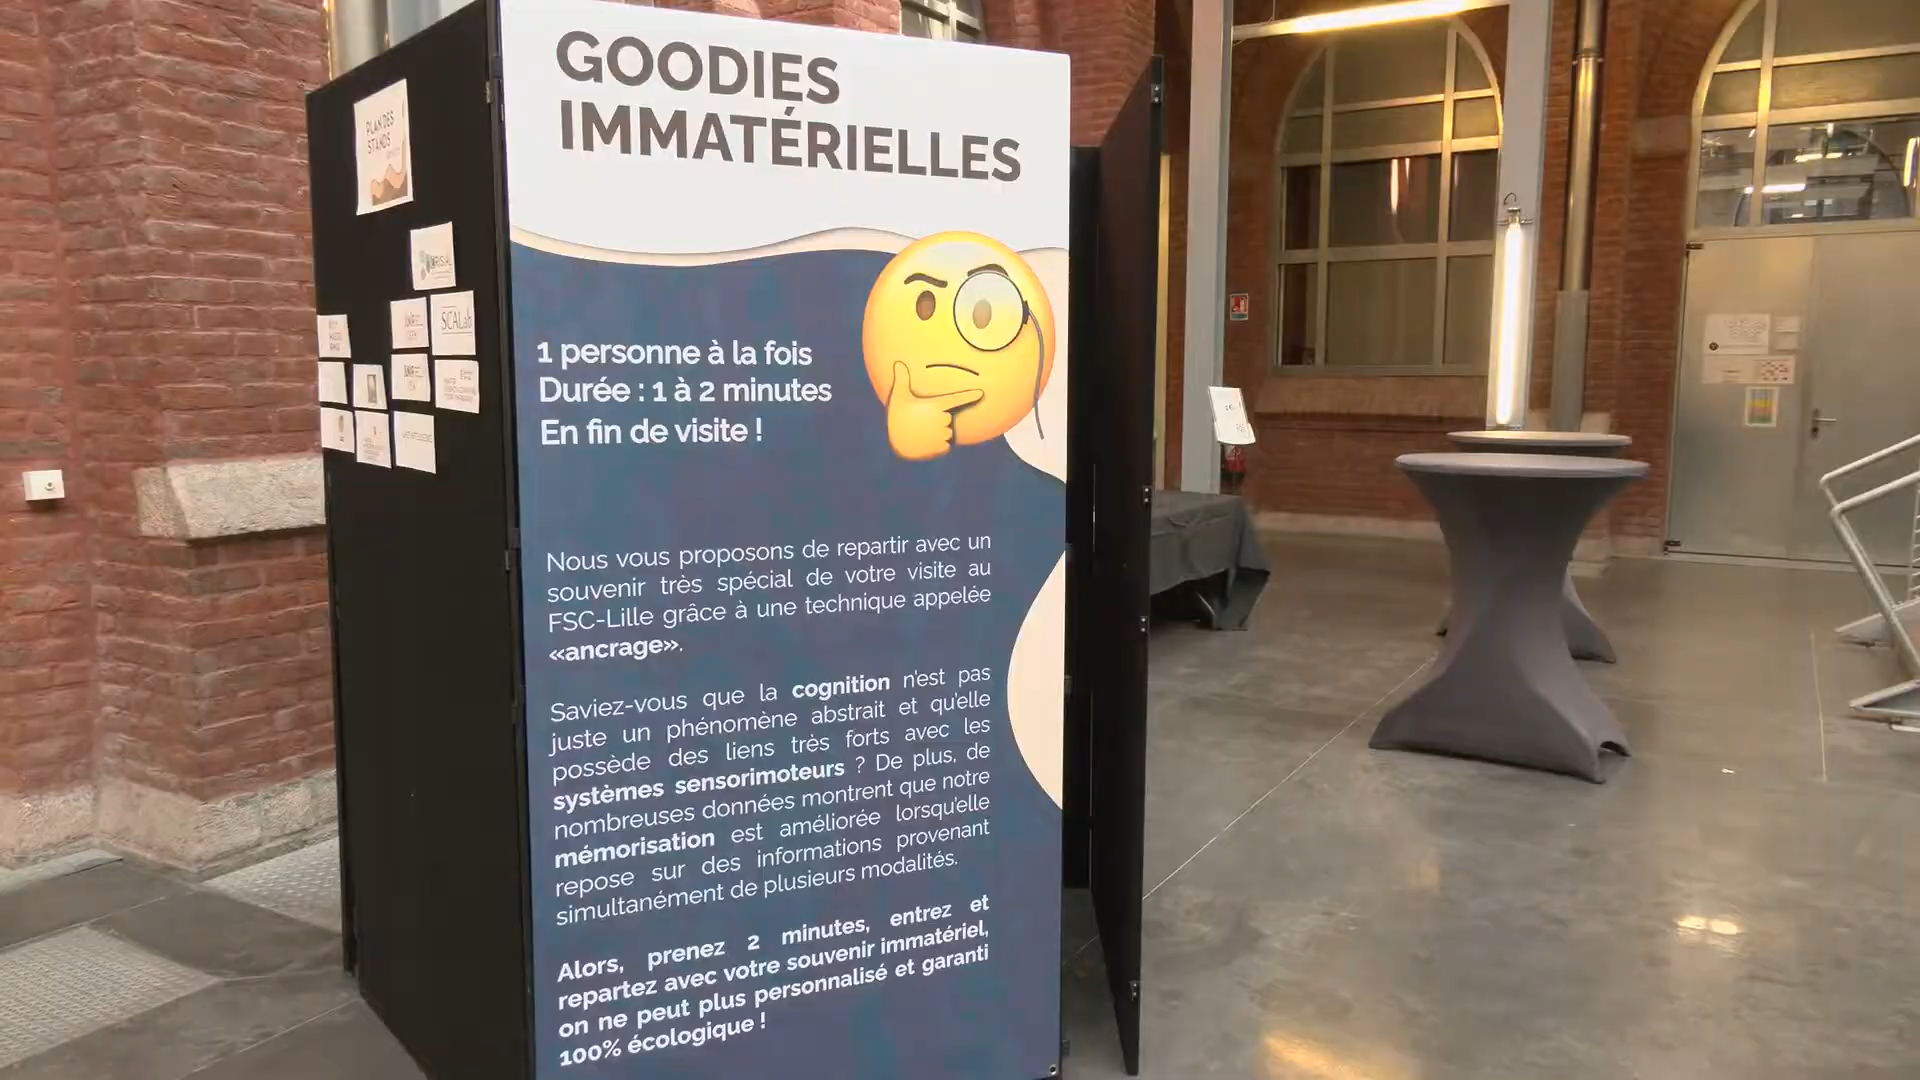 GOODIES
IMMATÉRIELLES
1 personne à la fois
Durée : 1 à 2 minutes
En fin de visite !
Nous vous proposons de repartir avec un
souvenir très spécial de votre visite au
FSC-Lille grâce à une technique appelée
«ancrage».
Saviez-vous que la cognition n'est pas
juste un phénomène abstrait et qu'elle
possède des liens très forts avec les
systèmes sensorimoteurs ? De plus, de
nombreuses données montrent que notre
mémorisation est améliorée lorsqu'elle
repose sur des informations provenant
simultanément de plusieurs modalités.
Alors, prenez 2 minutes, entrez et
repartez avec votre souvenir immatériel,
on ne peut plus personnalisé et garanti
100% écologique !
PLAN DES
STANDS
SCALab